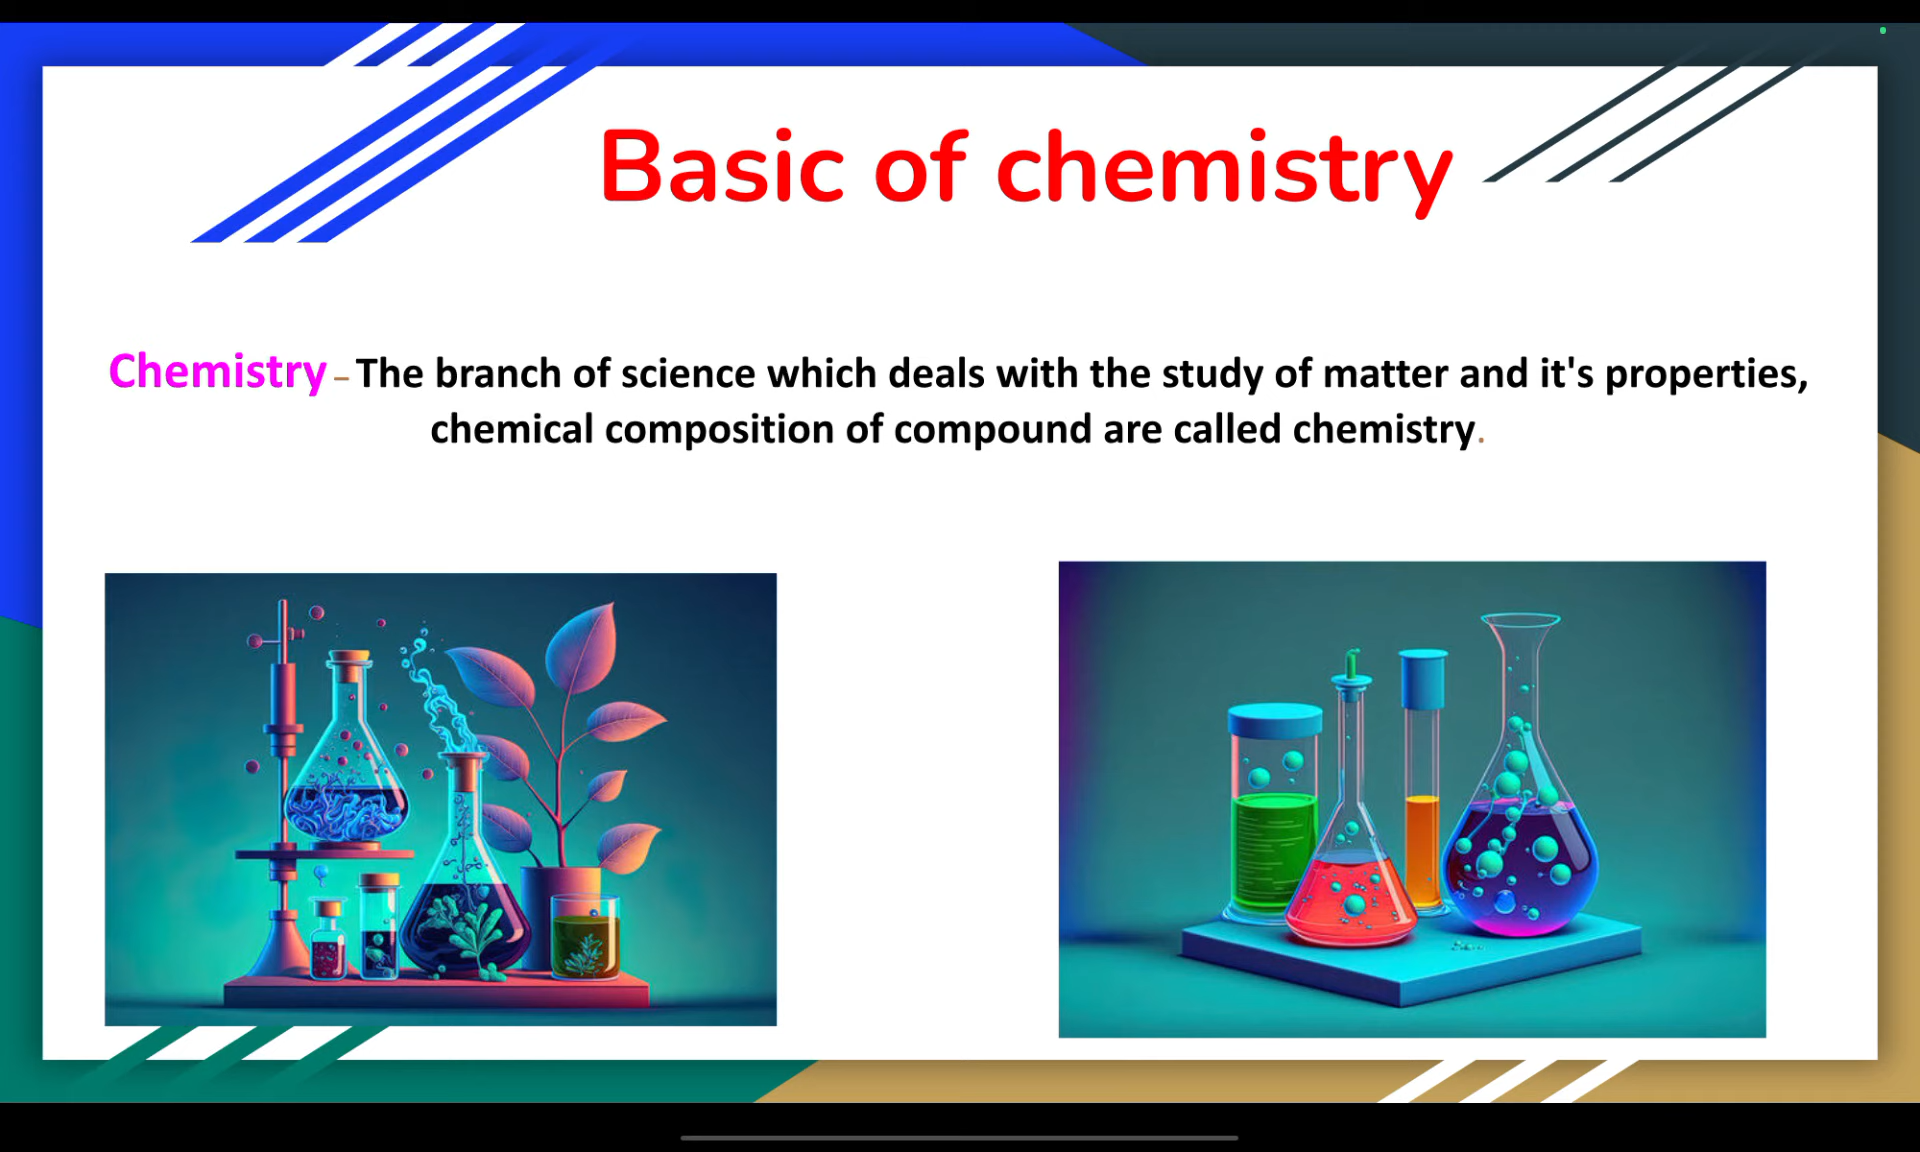 Basic of chemistry
Chemistry – The branch of science which deals with the study of matter and it's properties,
chemical composition of compound are called chemistry.